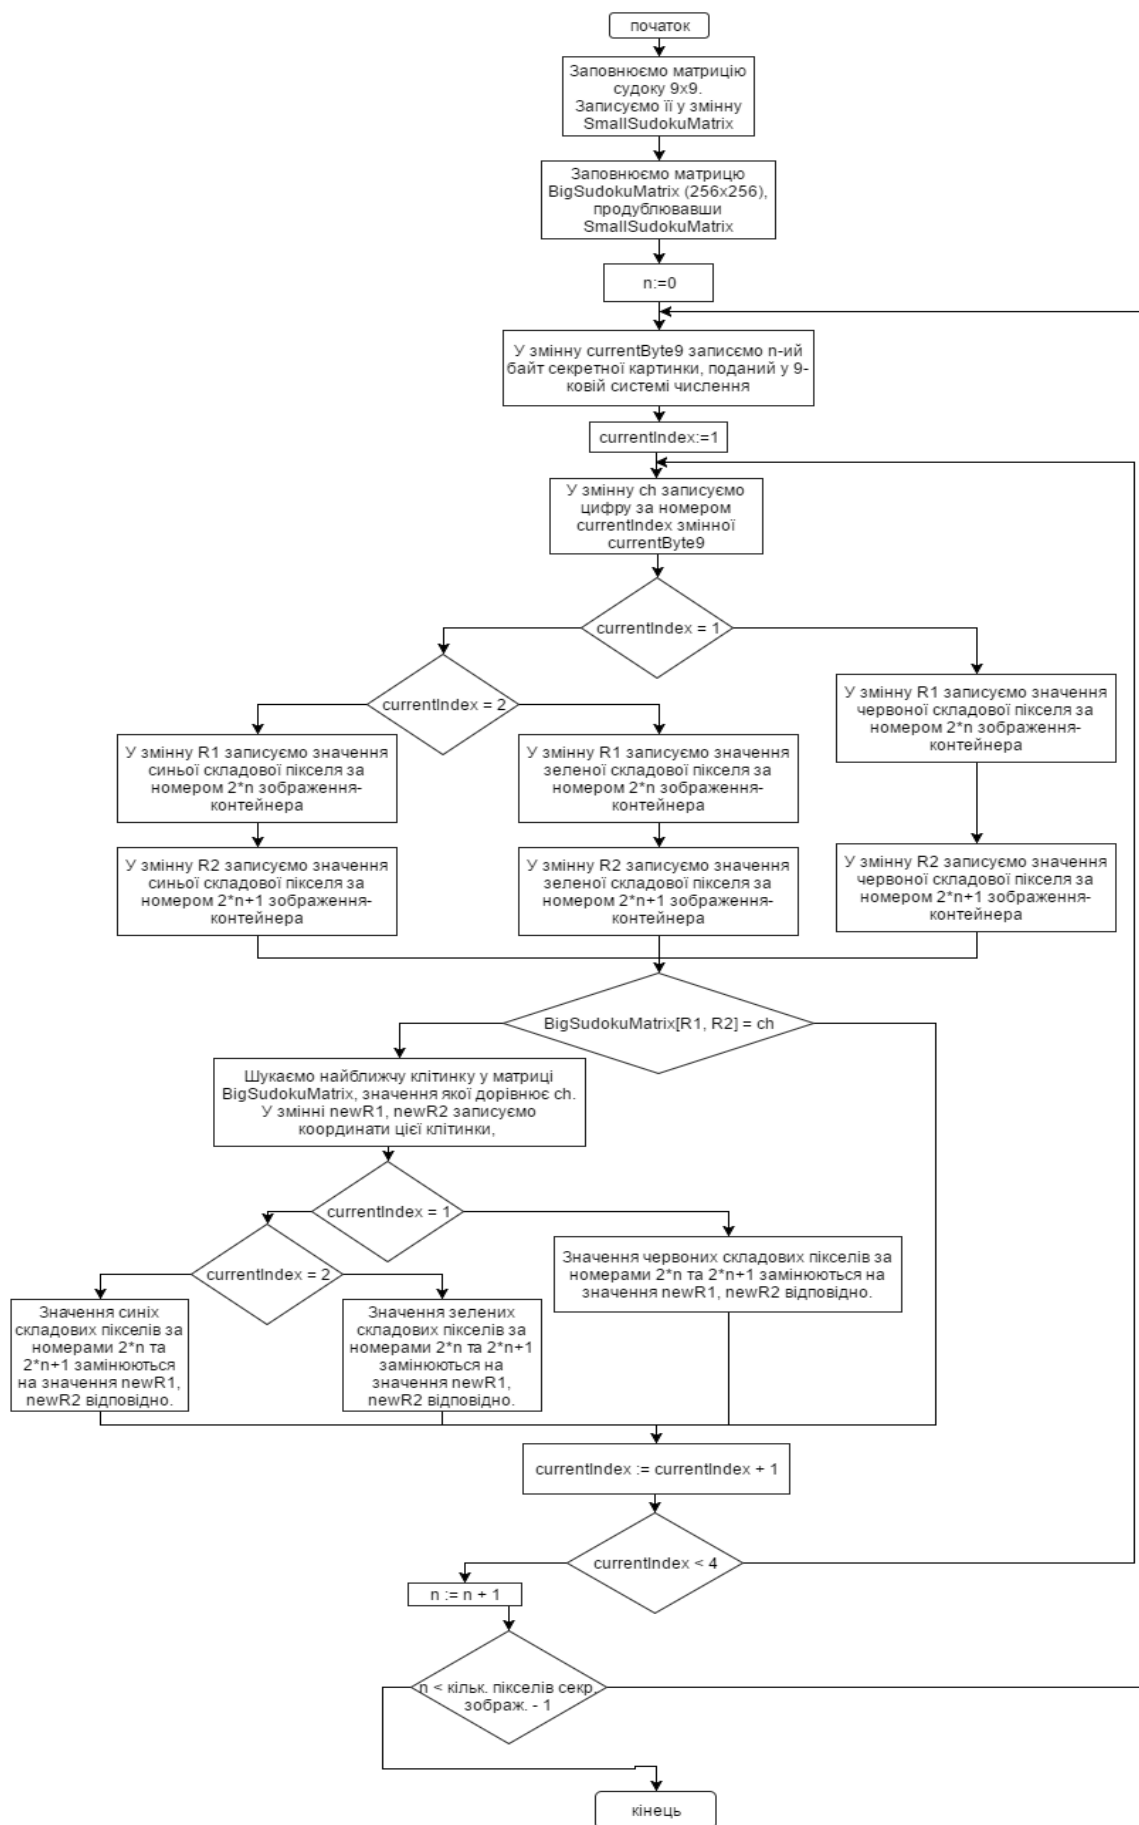 початок
Заповнюємо матрицію
судоку 9x9.
Записуємо її у змінну
SmallSudokuMatrix
Заповнюємо матрицю
BigSudokuMatrix (256x256),
продублювавши
SmallSudokuMatrix
n:=0
У змінну currentByte9 записємо n-ий
байт секретної картинки, поданий у 9-
ковій системі числення
currentIndex:=1
У змінну ch записуємо
цифру за номером
currentIndex змінної
currentByte9
currentIndex = 1
currentIndex = 2
У змінну R1 записуємо значення
червоної складової пікселя за
номером 2*n зображення-
контейнера
У змінну R1 записуємо значення
синьої складової пікселя за
номером 2*n зображення-
контейнера
У змінну R1 записуємо значення
зеленої складової пікселя за
номером 2*n зображення-
контейнера
У змінну R2 записуємо значення
синьої складової пікселя за
номером 2*n+1 зображення-
контейнера
У змінну R2 записуємо значення
зеленої складової пікселя за
номером 2*n+1 зображення-
контейнера
У змінну R2 записуємо значення
червоної складової пікселя за
номером 2*n+1 зображення-
контейнера
BigSudokuMatrix[R1, R2] = ch
Шукаємо найближчу клітинку у матриці
BigSudokuMatrix, значення якої дорівнює ch.
У змінні newR1, newR2 записуємо
координати цієї клітинки,
currentIndex = 1
currentIndex = 2
Значення червоних складових пікселів за
номерами 2*n та 2*n+1 замінюються на
значення newR1, newR2 відповідно.
Значення синіх
складових пікселів за
номерами 2*n та
2*n+1 замінюються
на значення newR1,
newR2 відповідно.
Значення зелених
складових пікселів за
номерами 2*n та 2*n+1
замінюються на
значення newR1,
newR2 відповідно.
currentIndex := currentIndex + 1
currentIndex < 4
n := n + 1
n < кільк. пікселів секр.
зображ. - 1
кінець